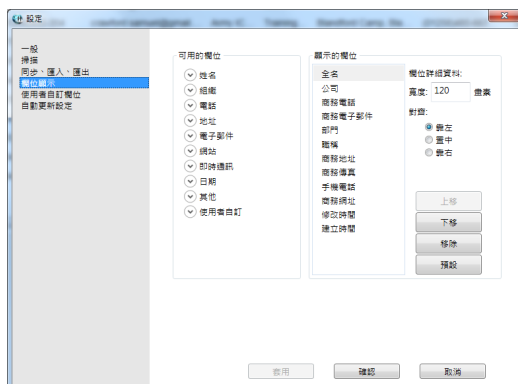 設定
一般
掃描
同步、匯入、匯出
欄位顯示
使用者自訂欄位
自動更新設定
可用的欄位
姓名
組織
電話
地址
電子郵件
網站
即時通訊
日期
其他
使用者自訂
顯示的欄位
全名
公司
商務電話
商務電子郵件
部門
職稱
商務地址
商務傳真
手機電話
商務網址
修改時間
建立時間
欄位詳細資料:
寬度: 120 畫素
對齊:
靠左
置中
靠右
上移
下移
移除
預設
套用 確認 取消